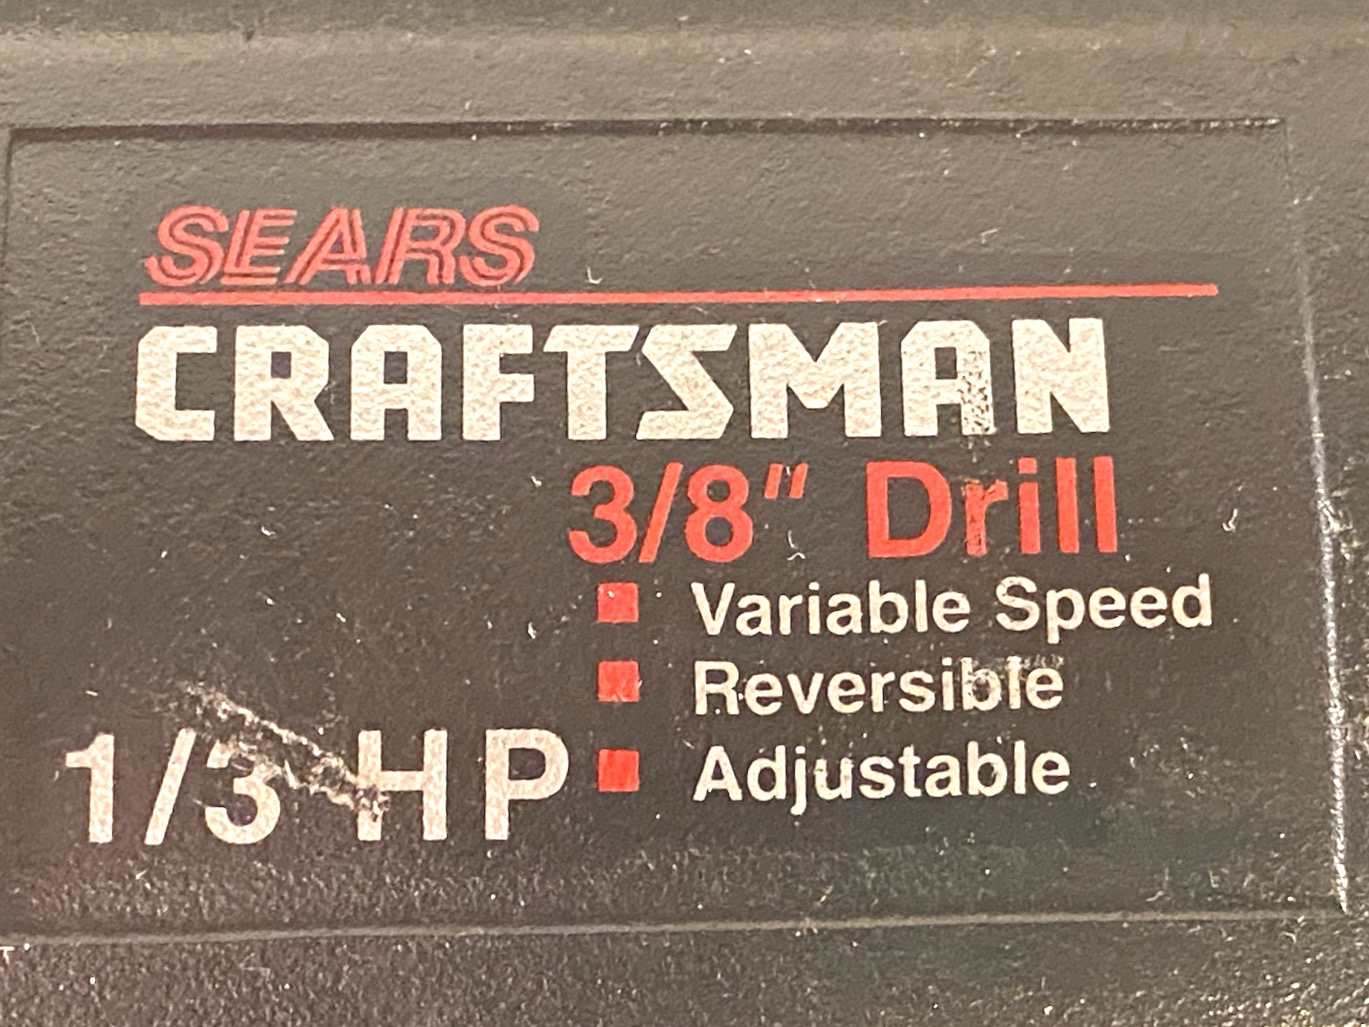 SEARS
CRAFTSMAN
3/8" Drill
Variable Speed
Reversible
1/3 HP Adjustable